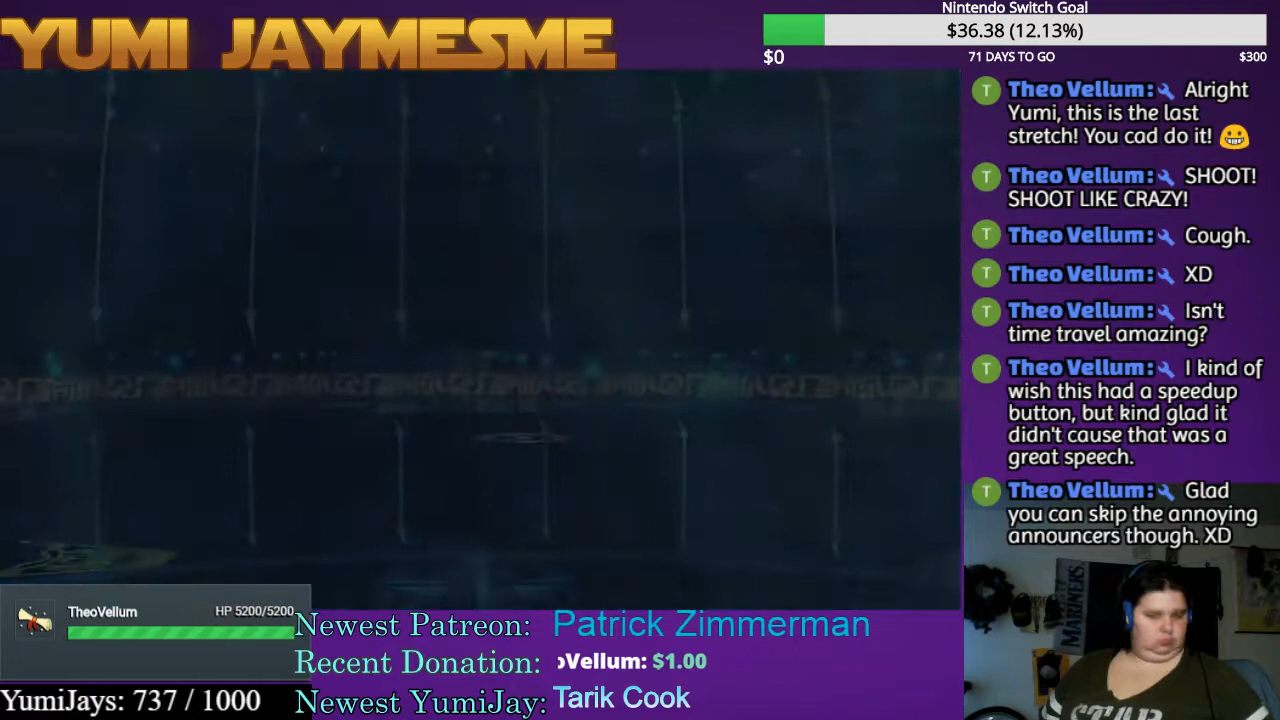 YUMI JAYMESME
Nintendo Switch Goal
$36.38 (12.13%)
$0
71 DAYS TO GO
$300
T Theo Vellum: Alright
Yumi, this is the last
stretch! You cad do it! 😀
T Theo Vellum: SHOOT!
SHOOT LIKE CRAZY!
T Theo Vellum: Cough.
T Theo Vellum: XD
T Theo Vellum: Isn't
time travel amazing?
T Theo Vellum: I kind of
wish this had a speedup
button, but kind glad it
didn't cause that was a
great speech.
T Theo Vellum: Glad
you can skip the annoying
announcers though. XD
MARINERS
STAR
TheoVellum
HP 5200/5200
Newest Patreon: Patrick Zimmerman
Recent Donation: oVellum: $1.00
Newest YumiJay: Tarik Cook
YumiJays: 737 / 1000